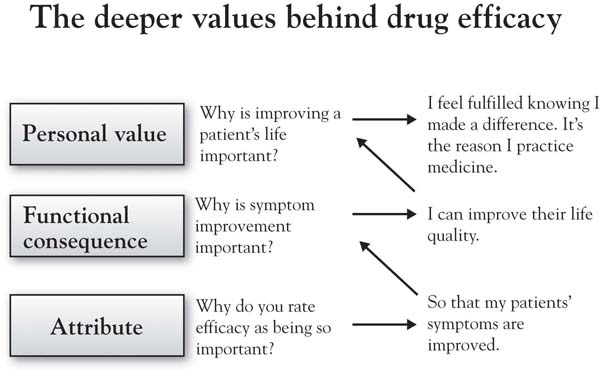 The deeper values behind drug efficacy
Personal value
Why is improving a
patient's life
important?
I feel fulfilled knowing I
made a difference. It's
the reason I practice
medicine.
Functional
consequence
Why is symptom
improvement
important?
I can improve their life
quality.
Attribute
Why do you rate
efficacy as being so
important?
So that my patients'
symptoms are
improved.